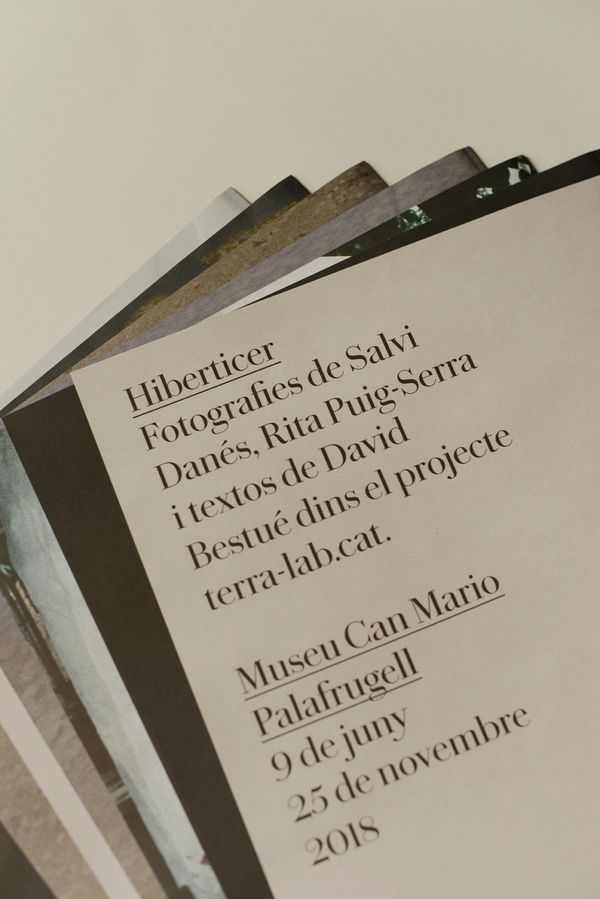 Hiberticer
Fotografies de Salvi
Danés, Rita Puig-Serra
i textos de David
Bestué dins el projecte
terra-lab.cat.
Museu Can Mario
Palafrugell
9 de juny
25 de novembre
2018